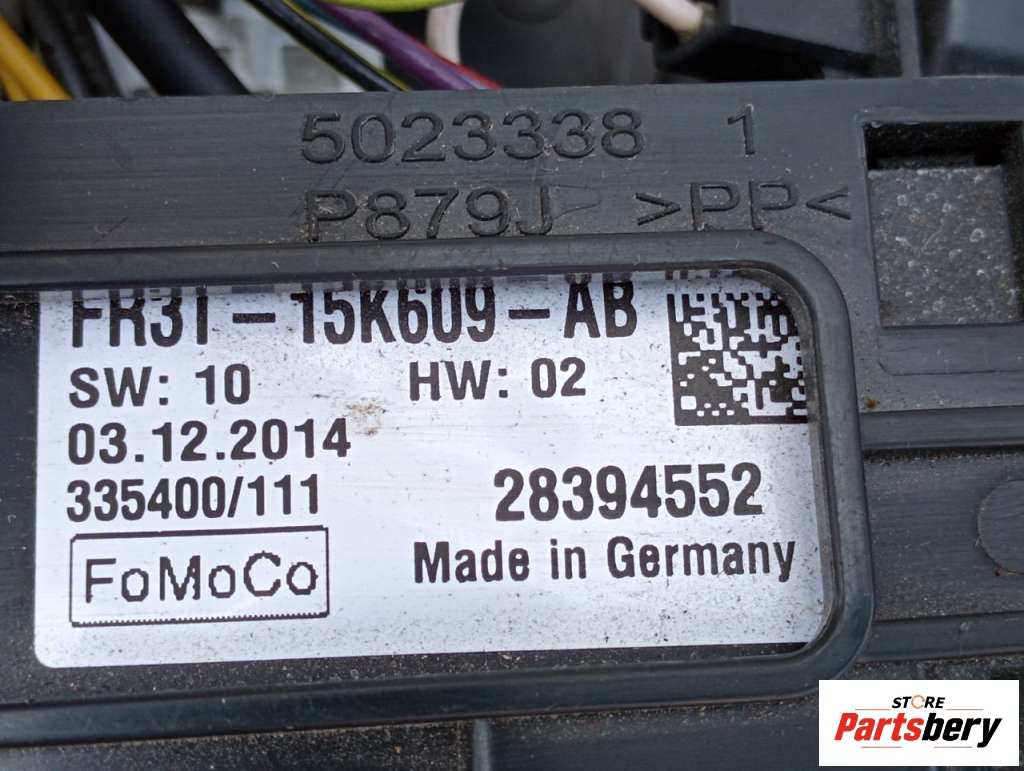 5023338 1
P879J >PP<
FR3T-15K609-AB
SW: 10 HW: 02
03.12.2014
335400/111 28394552
FoMoCo Made in Germany
STORE
Partsbery